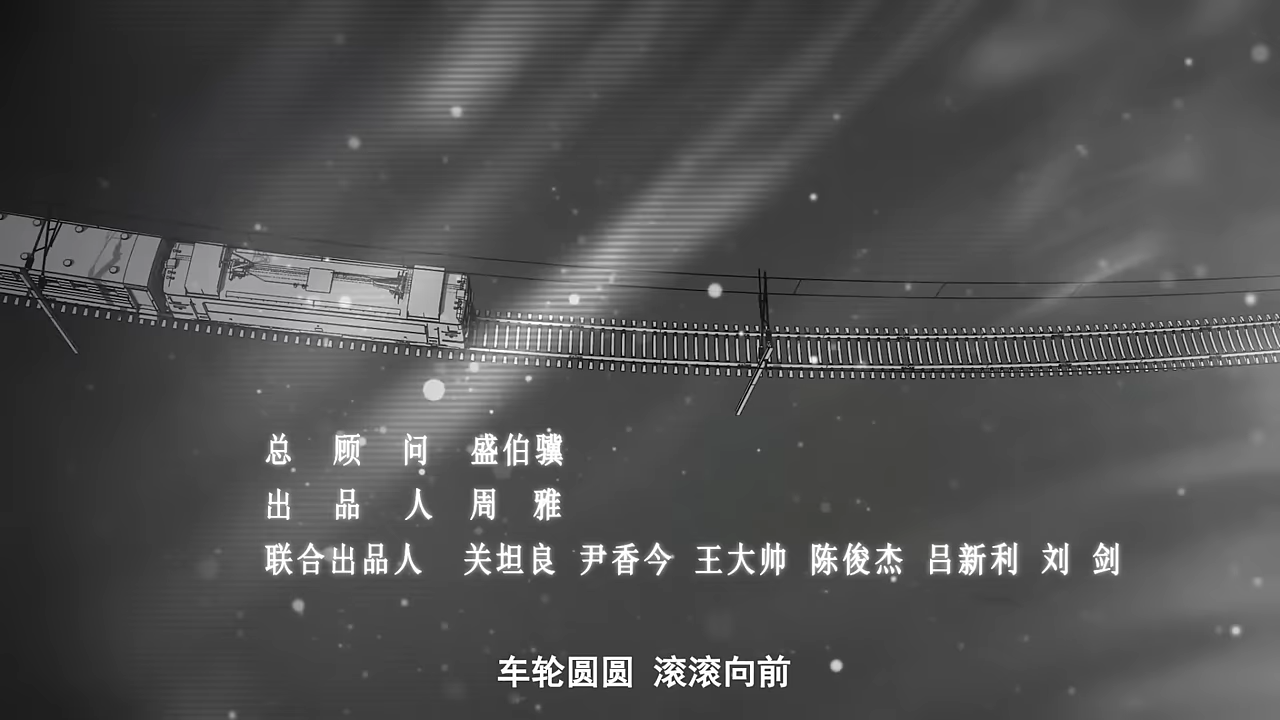 总 顾 问 盛伯骥
出 品 人 周 雅
联合出品人 关坦良 尹香今 王大帅 陈俊杰 吕新利 刘 剑
车轮圆圆 滚滚向前